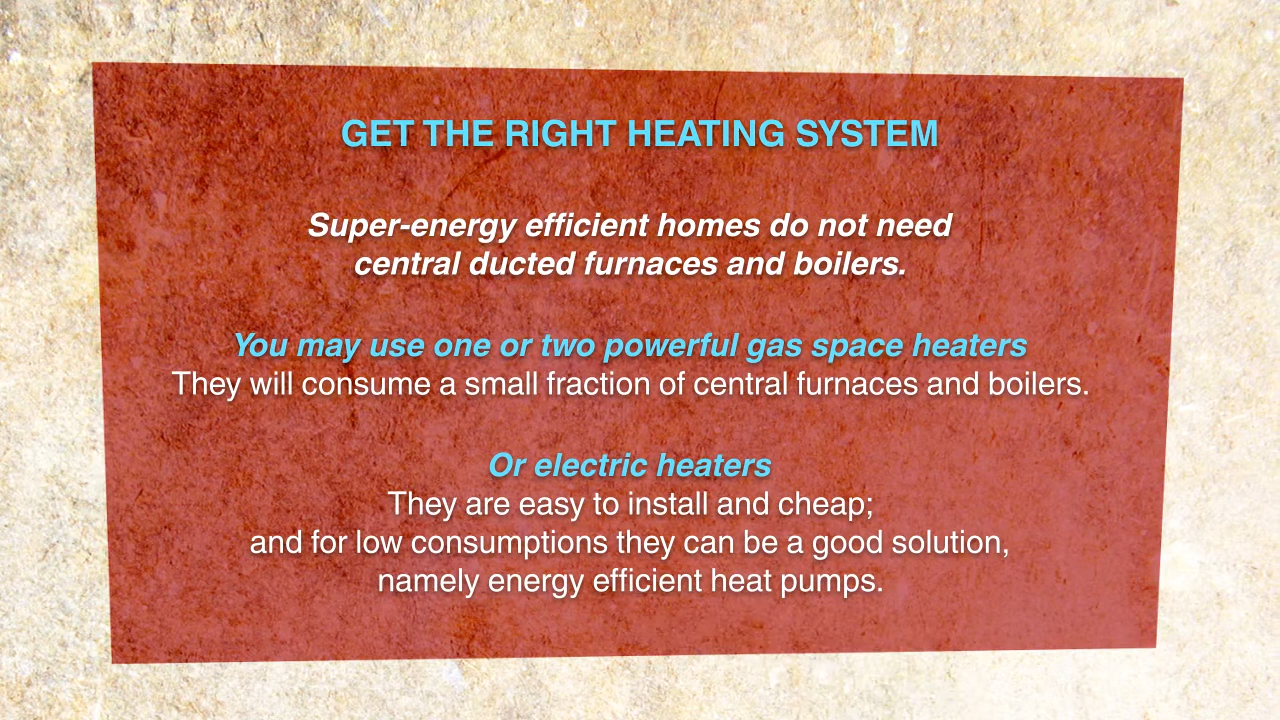 GET THE RIGHT HEATING SYSTEM
Super-energy efficient homes do not need
central ducted furnaces and boilers.
You may use one or two powerful gas space heaters
They will consume a small fraction of central furnaces and boilers.
Or electric heaters
They are easy to install and cheap;
and for low consumptions they can be a good solution,
namely energy efficient heat pumps.